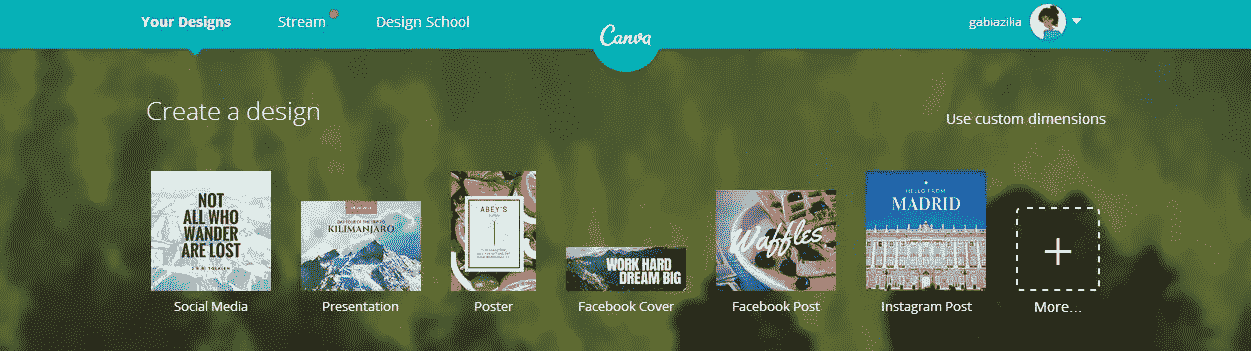 Your Designs
Stream
Design School
Canva
gabiazilia
Create a design
Use custom dimensions
NOT
ALL WHO
WANDER
ARE LOST
KILIMANJARO
ABEY'S
WORK HARD
DREAM BIG
Waffles
HELLO FROM
MADRID
Social Media
Presentation
Poster
Facebook Cover
Facebook Post
Instagram Post
More...